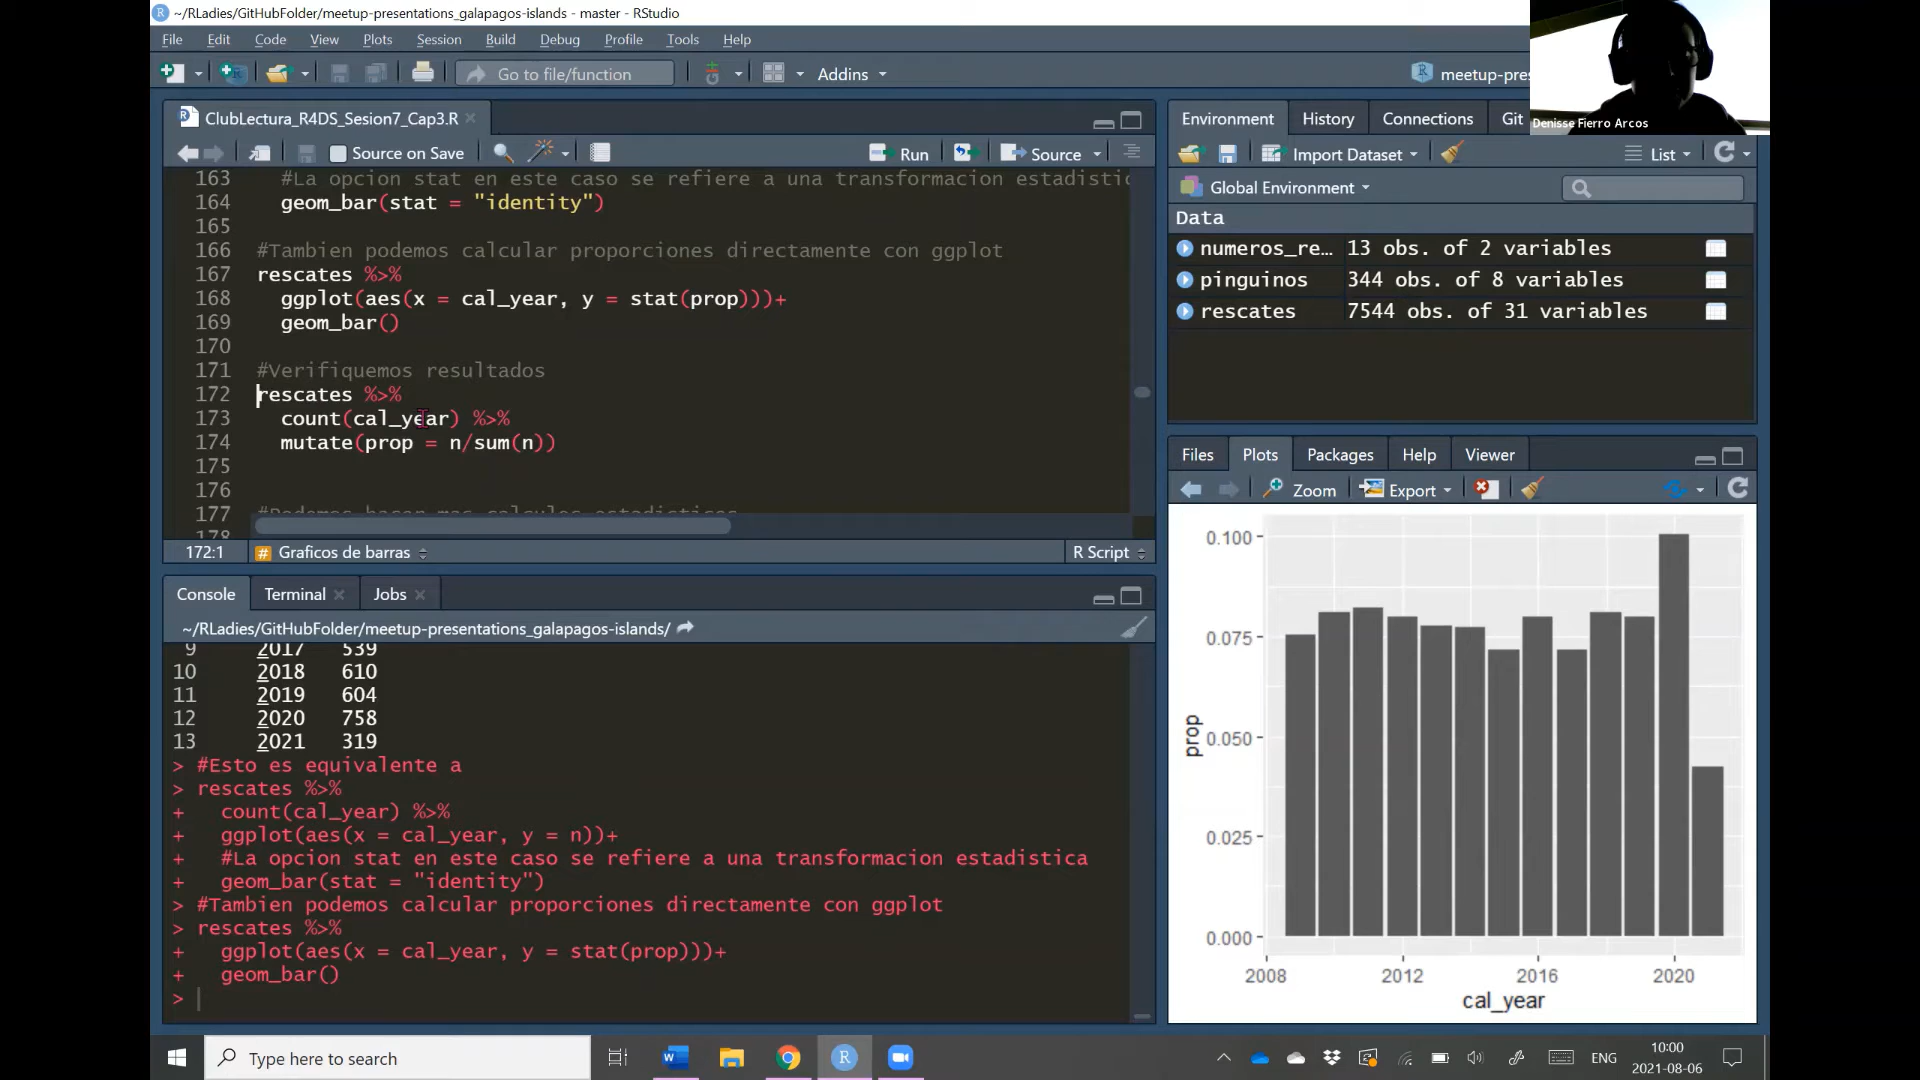 ~/RLadies/GitHubFolder/meetup-presentations_galapagos-islands - master - RStudio
File Edit Code View Plots Session Build Debug Profile Tools Help
Go to file/function
Addins
meetup-pres
Denisse Fierro Arcos
ClubLectura_R4DS_Sesion7_Cap3.R
Source on Save
Run
Source
163 #La opcion stat en este caso se refiere a una transformacion estadistic
164 geom_bar(stat = "identity")
165
166 #Tambien podemos calcular proporciones directamente con ggplot
167 rescates %>%
168 ggplot(aes(x = cal_year, y = stat(prop)))+
169 geom_bar()
170
171 #Verifiquemos resultados
172 rescates %>%
173 count(cal_year) %>%
174 mutate(prop = n/sum(n))
175
176
177 #Podemos hacer mas calculos estadisticos
178
172:1
# Graficos de barras
R Script
Console Terminal Jobs
~/RLadies/GitHubFolder/meetup-presentations_galapagos-islands/
9 2017 539
10 2018 610
11 2019 604
12 2020 758
13 2021 319
> #Esto es equivalente a
> rescates %>%
+ count(cal_year) %>%
+ ggplot(aes(x = cal_year, y = n))+
+ #La opcion stat en este caso se refiere a una transformacion estadistica
+ geom_bar(stat = "identity")
> #Tambien podemos calcular proporciones directamente con ggplot
> rescates %>%
+ ggplot(aes(x = cal_year, y = stat(prop)))+
+ geom_bar()
>
Environment History Connections Git
Import Dataset
List
Global Environment
Data
numeros_re… 13 obs. of 2 variables
pinguinos 344 obs. of 8 variables
rescates 7544 obs. of 31 variables
Files Plots Packages Help Viewer
Zoom
Export
0.100
0.075
0.050
0.025
0.000
prop
2008 2012 2016 2020
cal_year
Type here to search
ENG
10:00
2021-08-06